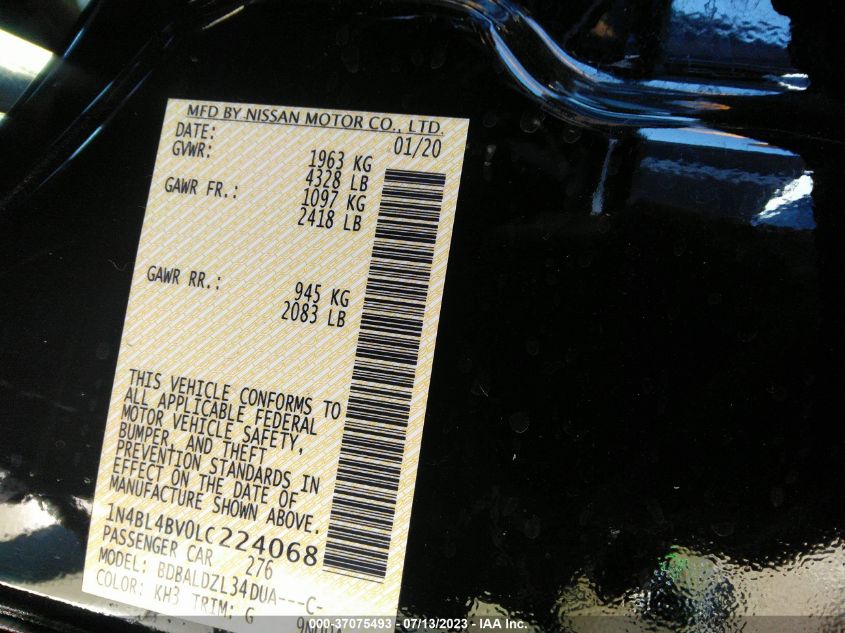 MFD BY NISSAN MOTOR CO., LTD.
DATE: 01/20
GVWR: 1963 KG
4328 LB
GAWR FR.: 1097 KG
2418 LB
GAWR RR.: 945 KG
2083 LB
THIS VEHICLE CONFORMS TO
ALL APPLICABLE FEDERAL
MOTOR VEHICLE SAFETY,
BUMPER, AND THEFT
PREVENTION STANDARDS IN
EFFECT ON THE DATE OF
MANUFACTURE SHOWN ABOVE.
1N4BL4BV0LC224068
PASSENGER CAR 276
MODEL: BDBALDZL34DUA---C-
COLOR: KH3 TRIM: G
000-37075493 - 07/13/2023 - IAA Inc.